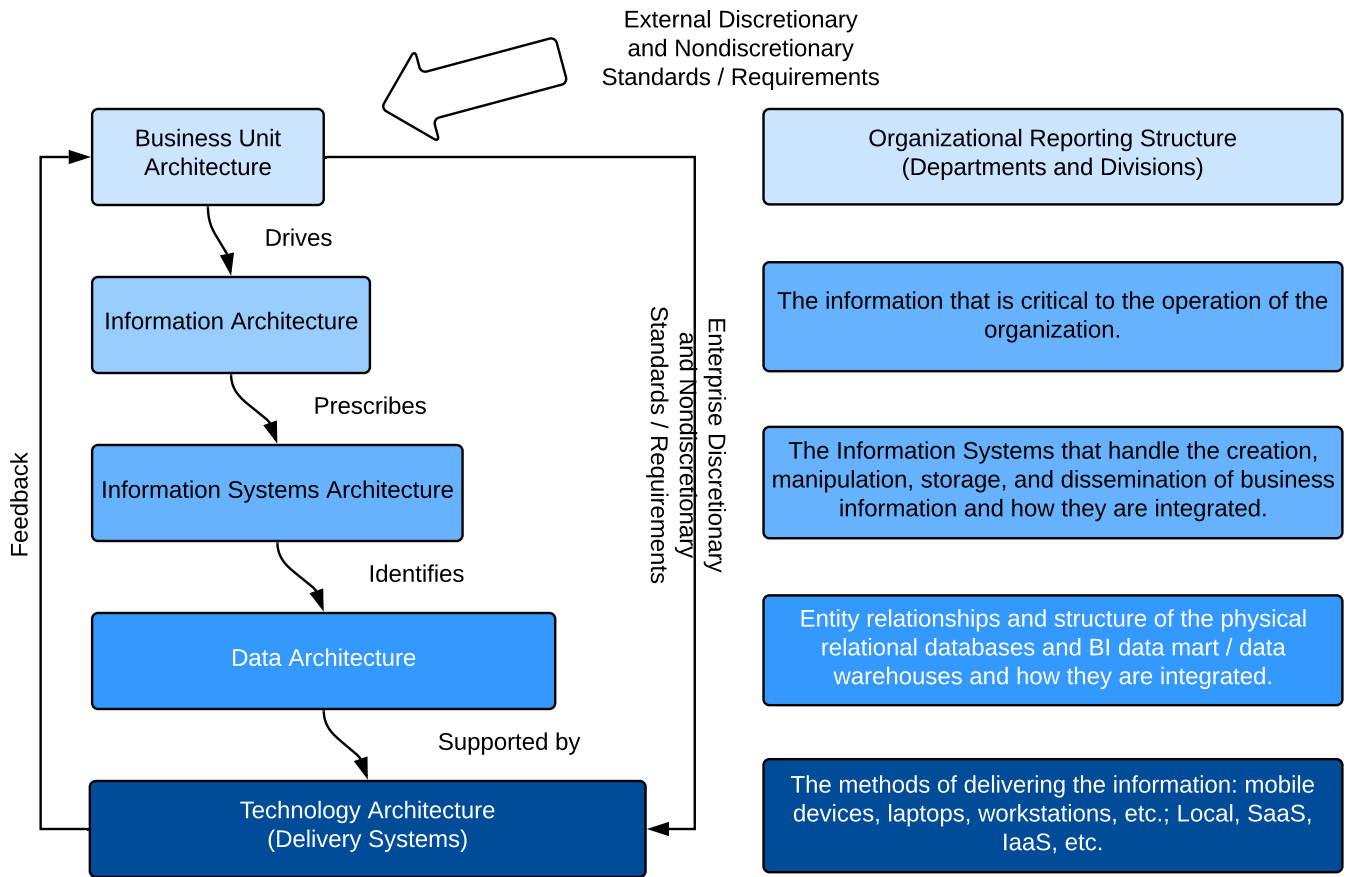 External Discretionary
and Nondiscretionary
Standards / Requirements
Business Unit
Architecture
Organizational Reporting Structure
(Departments and Divisions)
Drives
Information Architecture
The information that is critical to the operation of the
organization.
Prescribes
Enterprise Discretionary
and Nondiscretionary
Standards / Requirements
Feedback
Information Systems Architecture
The Information Systems that handle the creation,
manipulation, storage, and dissemination of business
information and how they are integrated.
Identifies
Data Architecture
Entity relationships and structure of the physical
relational databases and BI data mart / data
warehouses and how they are integrated.
Supported by
Technology Architecture
(Delivery Systems)
The methods of delivering the information: mobile
devices, laptops, workstations, etc.; Local, SaaS,
IaaS, etc.